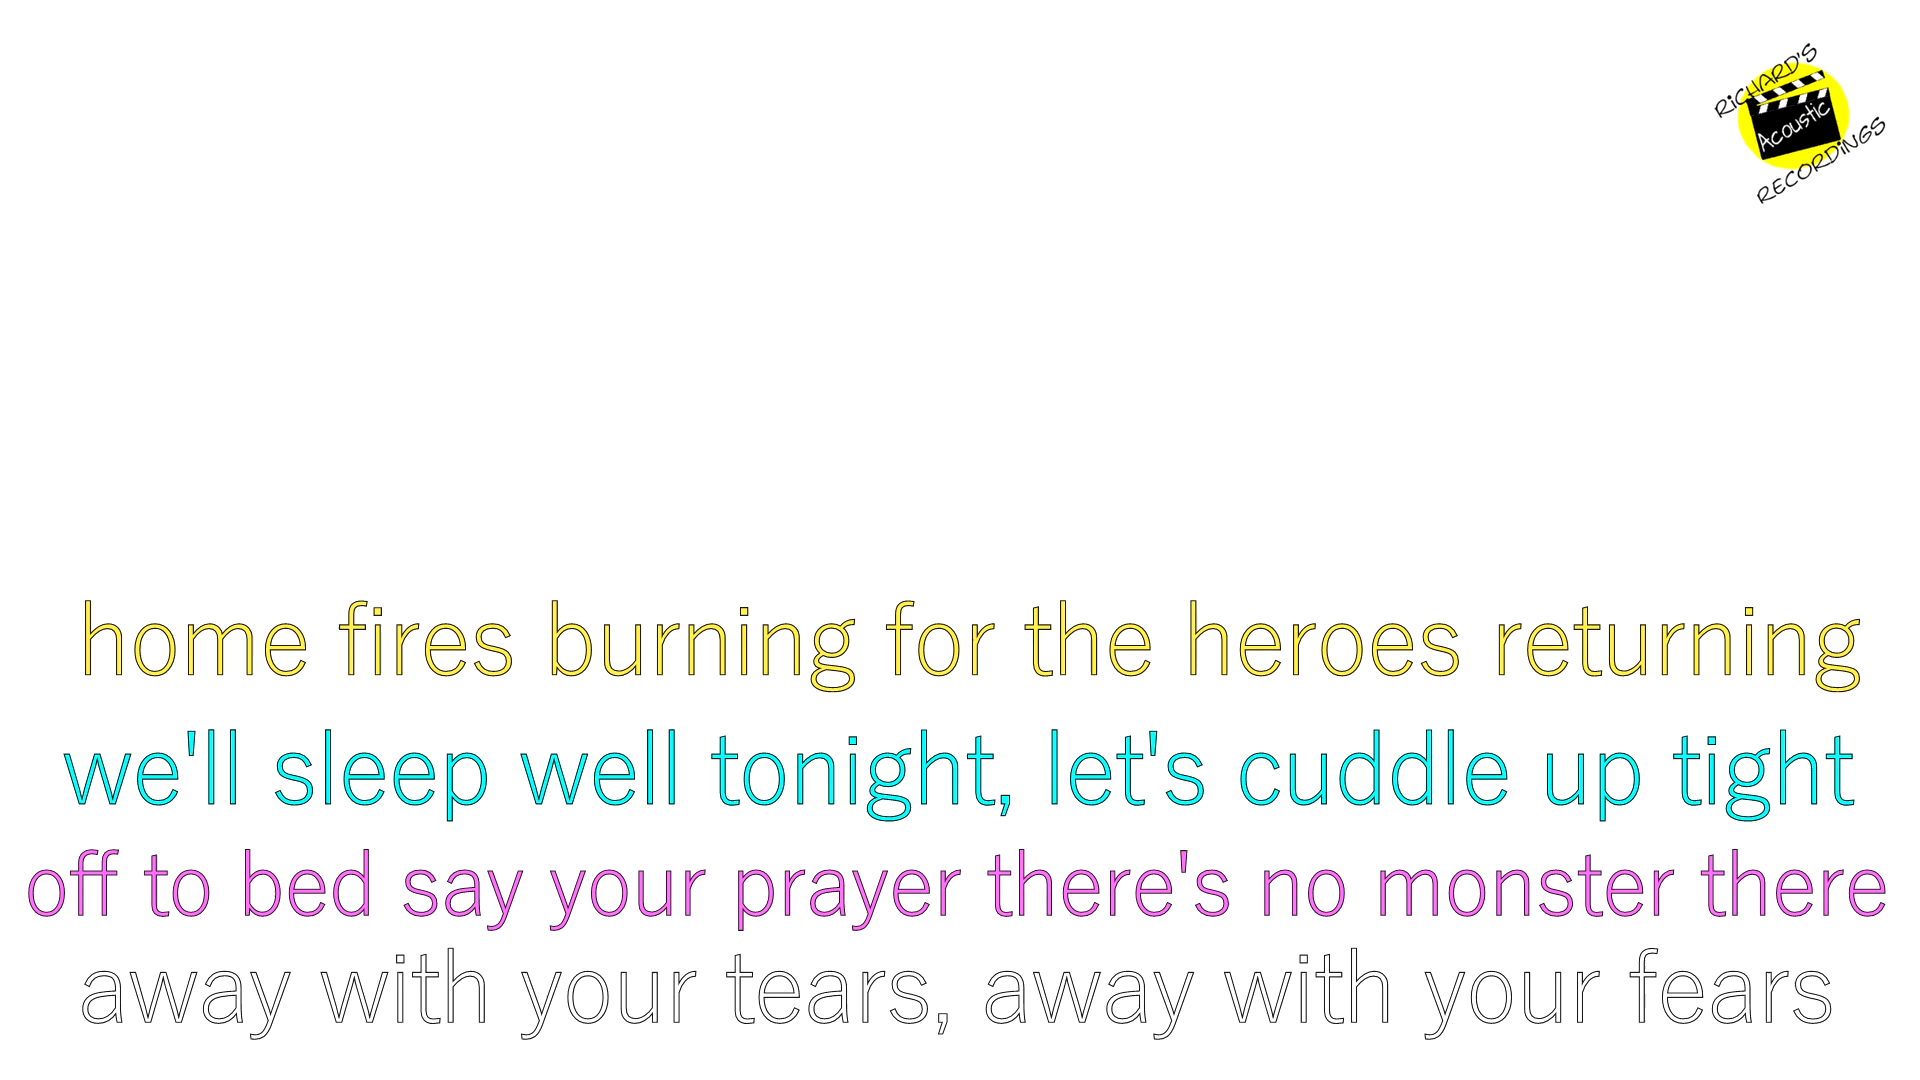 RiCHARD'S
Acoustic
RECORDiNGS
home fires burning for the heroes returning
we'll sleep well tonight, let's cuddle up tight
off to bed say your prayer there's no monster there
away with your tears, away with your fears